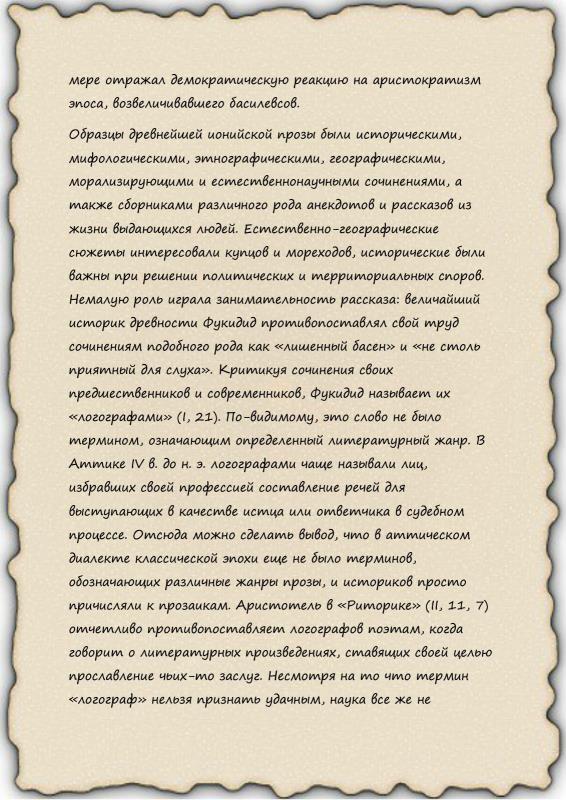 мере отражал демократическую реакцию на аристократизм
эпоса, возвеличивавшего басилевсов.
Образцы древнейшей ионийской прозы были историческими,
мифологическими, этнографическими, географическими,
морализирующими и естественнонаучными сочинениями, а
также сборниками различного рода анекдотов и рассказов из
жизни выдающихся людей. Естественно-географические
сюжеты интересовали купцов и мореходов, исторические были
важны при решении политических и территориальных споров.
Немалую роль играла занимательность рассказа: величайший
историк древности Фукидид противопоставлял свой труд
сочинениям подобного рода как «лишенный басен» и «не столь
приятный для слуха». Критикуя сочинения своих
предшественников и современников, Фукидид называет их
«логографами» (I, 21). По-видимому, это слово не было
термином, означающим определенный литературный жанр. В
Аттике IV в. до н. э. логографами чаще называли лиц,
избравших своей профессией составление речей для
выступающих в качестве истца или ответчика в судебном
процессе. Отсюда можно сделать вывод, что в аттическом
диалекте классической эпохи еще не было терминов,
обозначающих различные жанры прозы, и историков просто
причисляли к прозаикам. Аристотель в «Риторике» (II, 11, 7)
отчетливо противопоставляет логографов поэтам, когда
говорит о литературных произведениях, ставящих своей целью
прославление чьих-то заслуг. Несмотря на то что термин
«логограф» нельзя признать удачным, наука все же не